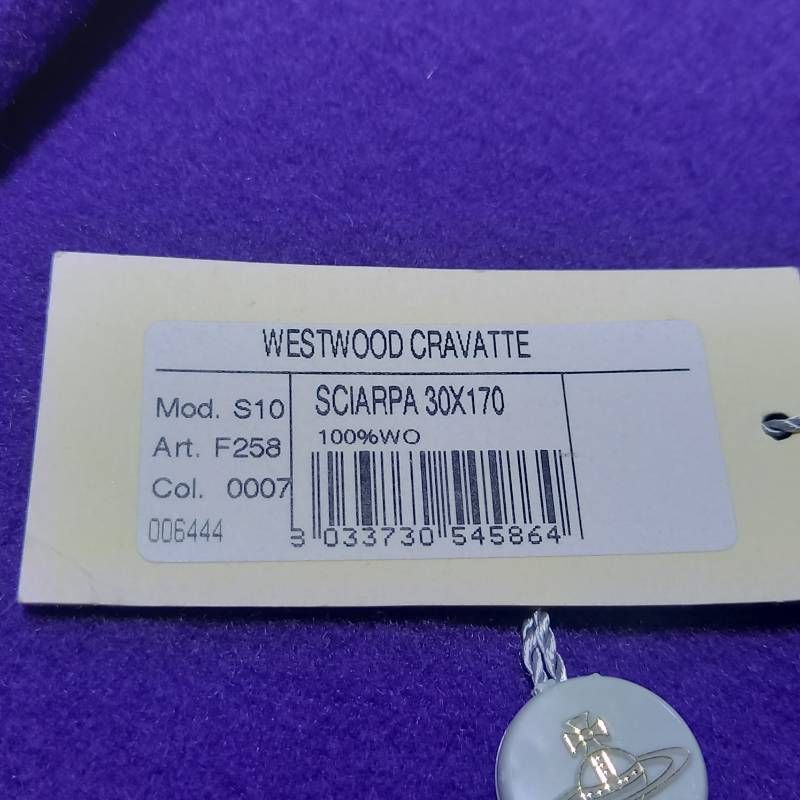 WESTWOOD CRAVATTE
Mod. S10
SCIARPA 30X170
100%WO
Art. F258
Col. 0007
006444
3 033730 545864